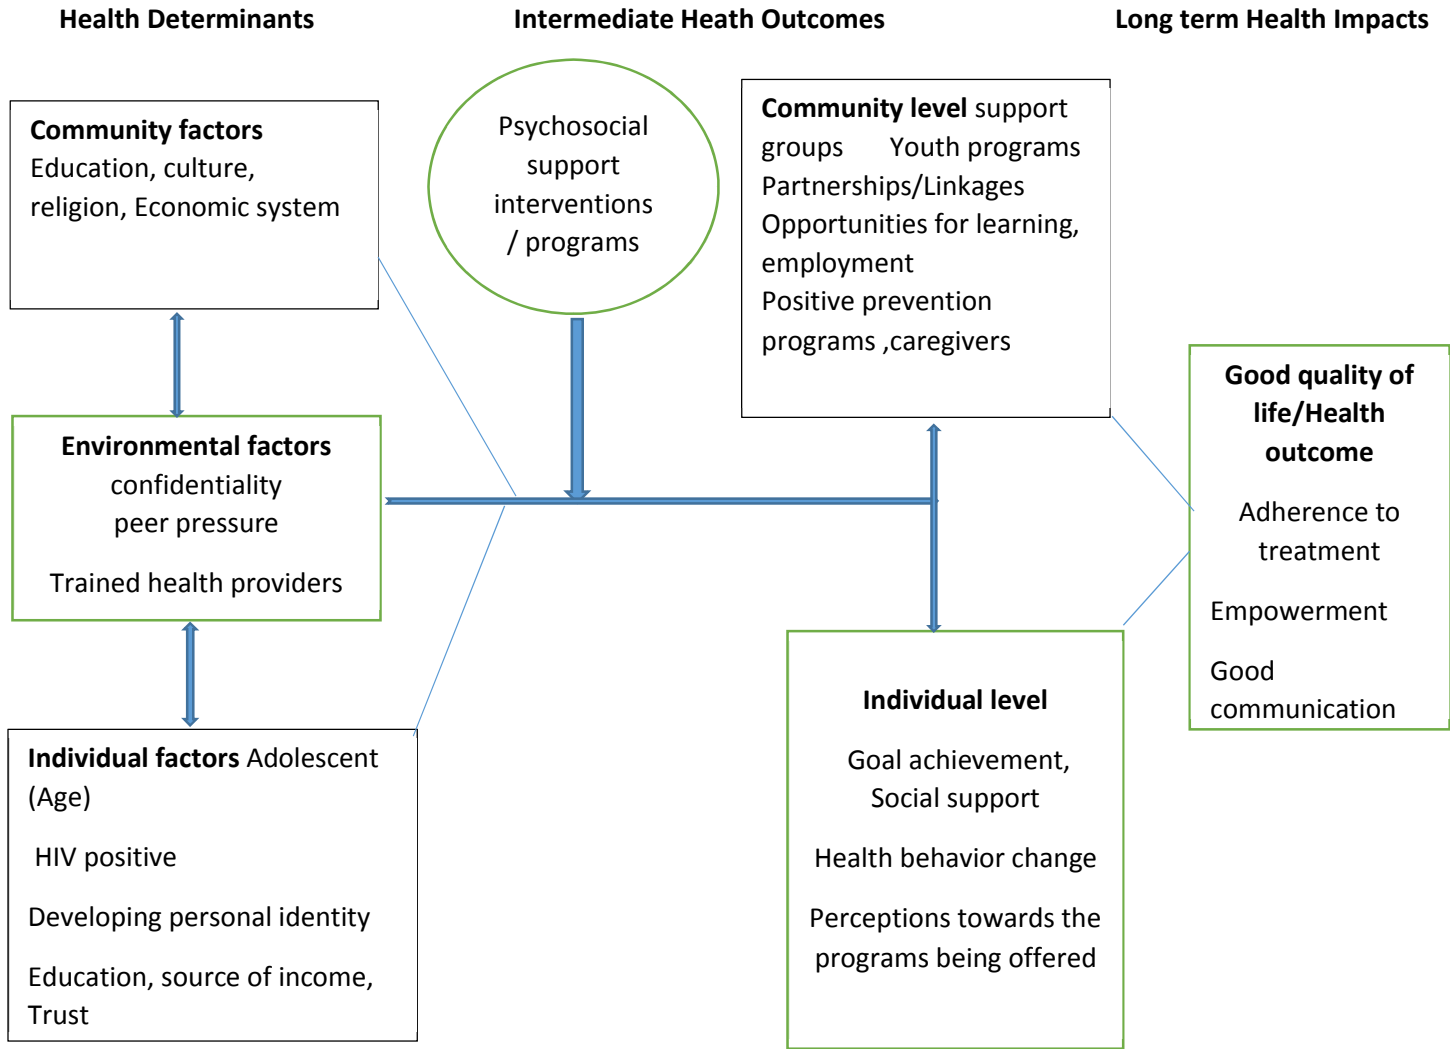 Health Determinants
Intermediate Heath Outcomes
Long term Health Impacts
Community factors
Education, culture,
religion, Economic system
Psychosocial
support
interventions
/ programs
Community level support
groups Youth programs
Partnerships/Linkages
Opportunities for learning,
employment
Positive prevention
programs ,caregivers
Environmental factors
confidentiality
peer pressure
Trained health providers
Good quality of
life/Health
outcome
Adherence to
treatment
Empowerment
Good
communication
Individual factors Adolescent
(Age)
HIV positive
Developing personal identity
Education, source of income,
Trust
Individual level
Goal achievement,
Social support
Health behavior change
Perceptions towards the
programs being offered